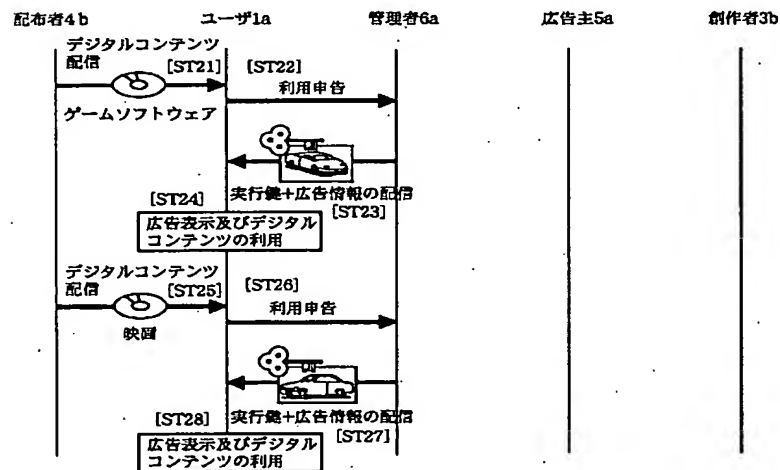 配布者4b ユーザ1a 管理者6a 広告主5a 創作者3b
デジタルコンテンツ
配信
[ST21] [ST22]
利用申告
ゲームソフトウェア
実行鍵+広告情報の配信
[ST24] [ST23]
広告表示及びデジタル
コンテンツの利用
デジタルコンテンツ
配信
[ST25] [ST26]
利用申告
映画
実行鍵+広告情報の配信
[ST28] [ST27]
広告表示及びデジタル
コンテンツの利用